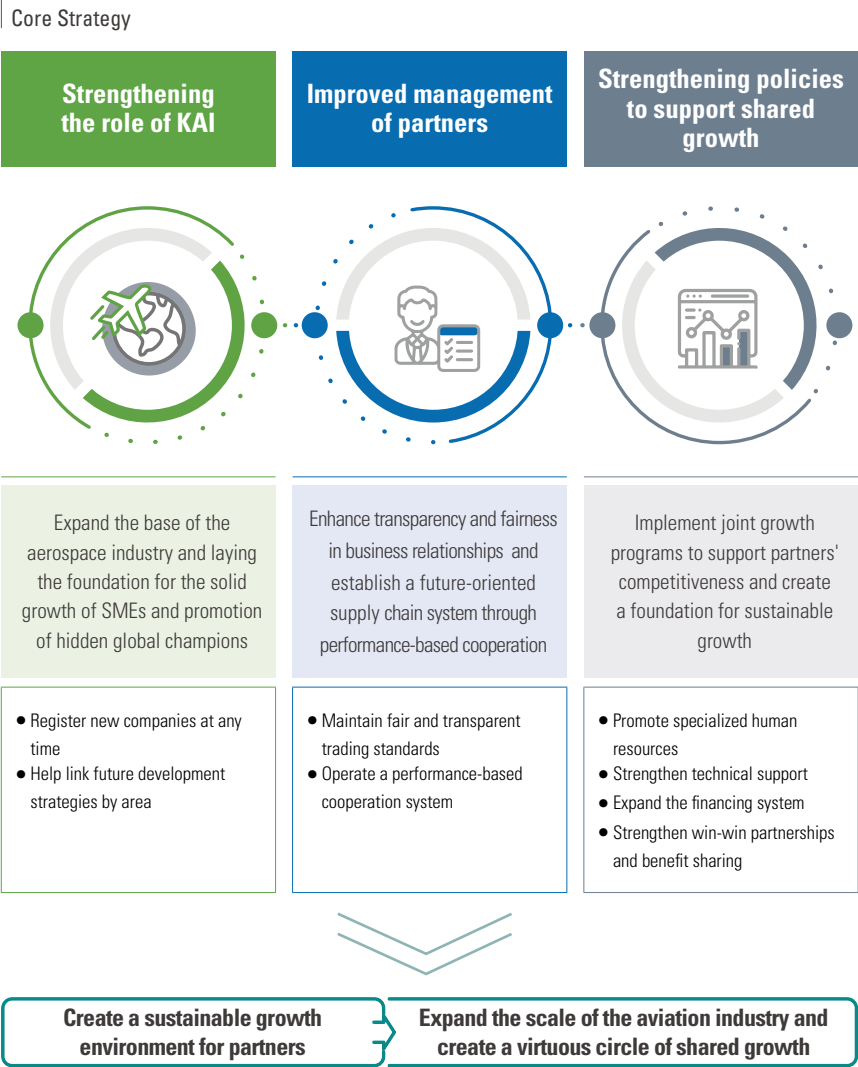 Core Strategy
Strengthening
the role of KAI
Improved management
of partners
Strengthening policies
to support shared
growth
Expand the base of the
aerospace industry and laying
the foundation for the solid
growth of SMEs and promotion
of hidden global champions
Enhance transparency and fairness
in business relationships and
establish a future-oriented
supply chain system through
performance-based cooperation
Implement joint growth
programs to support partners'
competitiveness and create
a foundation for sustainable
growth
● Register new companies at any
time
● Help link future development
strategies by area
● Maintain fair and transparent
trading standards
● Operate a performance-based
cooperation system
● Promote specialized human
resources
● Strengthen technical support
● Expand the financing system
● Strengthen win-win partnerships
and benefit sharing
Create a sustainable growth
environment for partners
Expand the scale of the aviation industry and
create a virtuous circle of shared growth